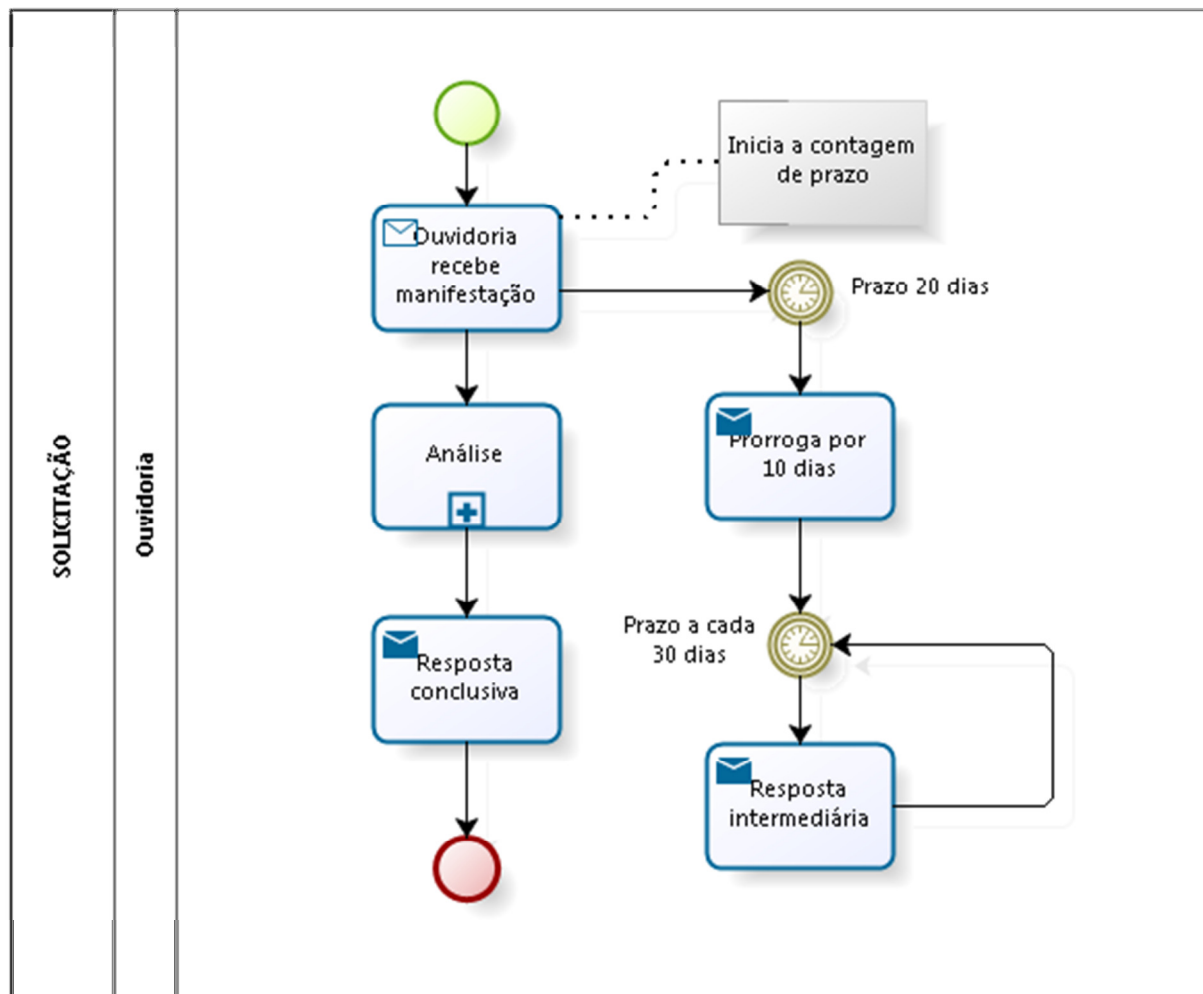 SOLICITAÇÃO
Ouvidoria
Inicia a contagem
de prazo
Ouvidoria
recebe
manifestação
Prazo 20 dias
Análise
Prorroga por
10 dias
Prazo a cada
30 dias
Resposta
conclusiva
Resposta
intermediária